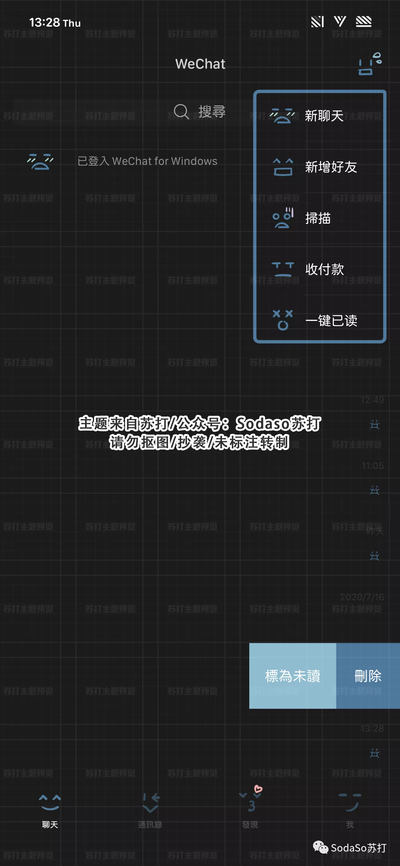 13:28 Thu
WeChat
搜尋
已登入 WeChat for Windows
新聊天
新增好友
掃描
收付款
一键已读
12:49
主题来自苏打/公众号：Sodaso苏打
请勿抠图/抄袭/未标注转制
11:05
昨天
2020/7/16
標為未讀
刪除
13:28
聊天
通訊錄
發現
我
SodaSo苏打